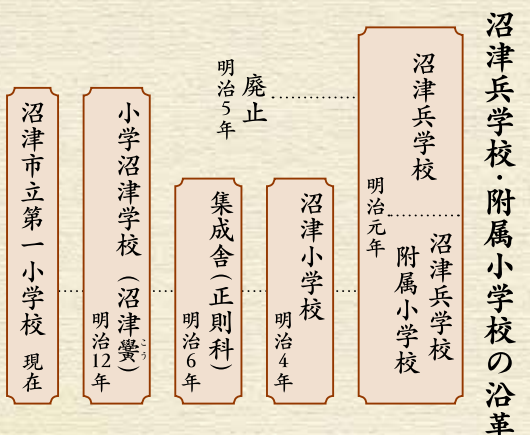 沼津兵学校・附属小学校の沿革
沼津兵学校
明治元年
沼津兵学校
附属小学校
廃止
明治5年
沼津小学校
明治4年
集成舎(正則科)
明治6年
小学沼津学校(沼津黌)
こう
明治12年
沼津市立第一小学校 現在